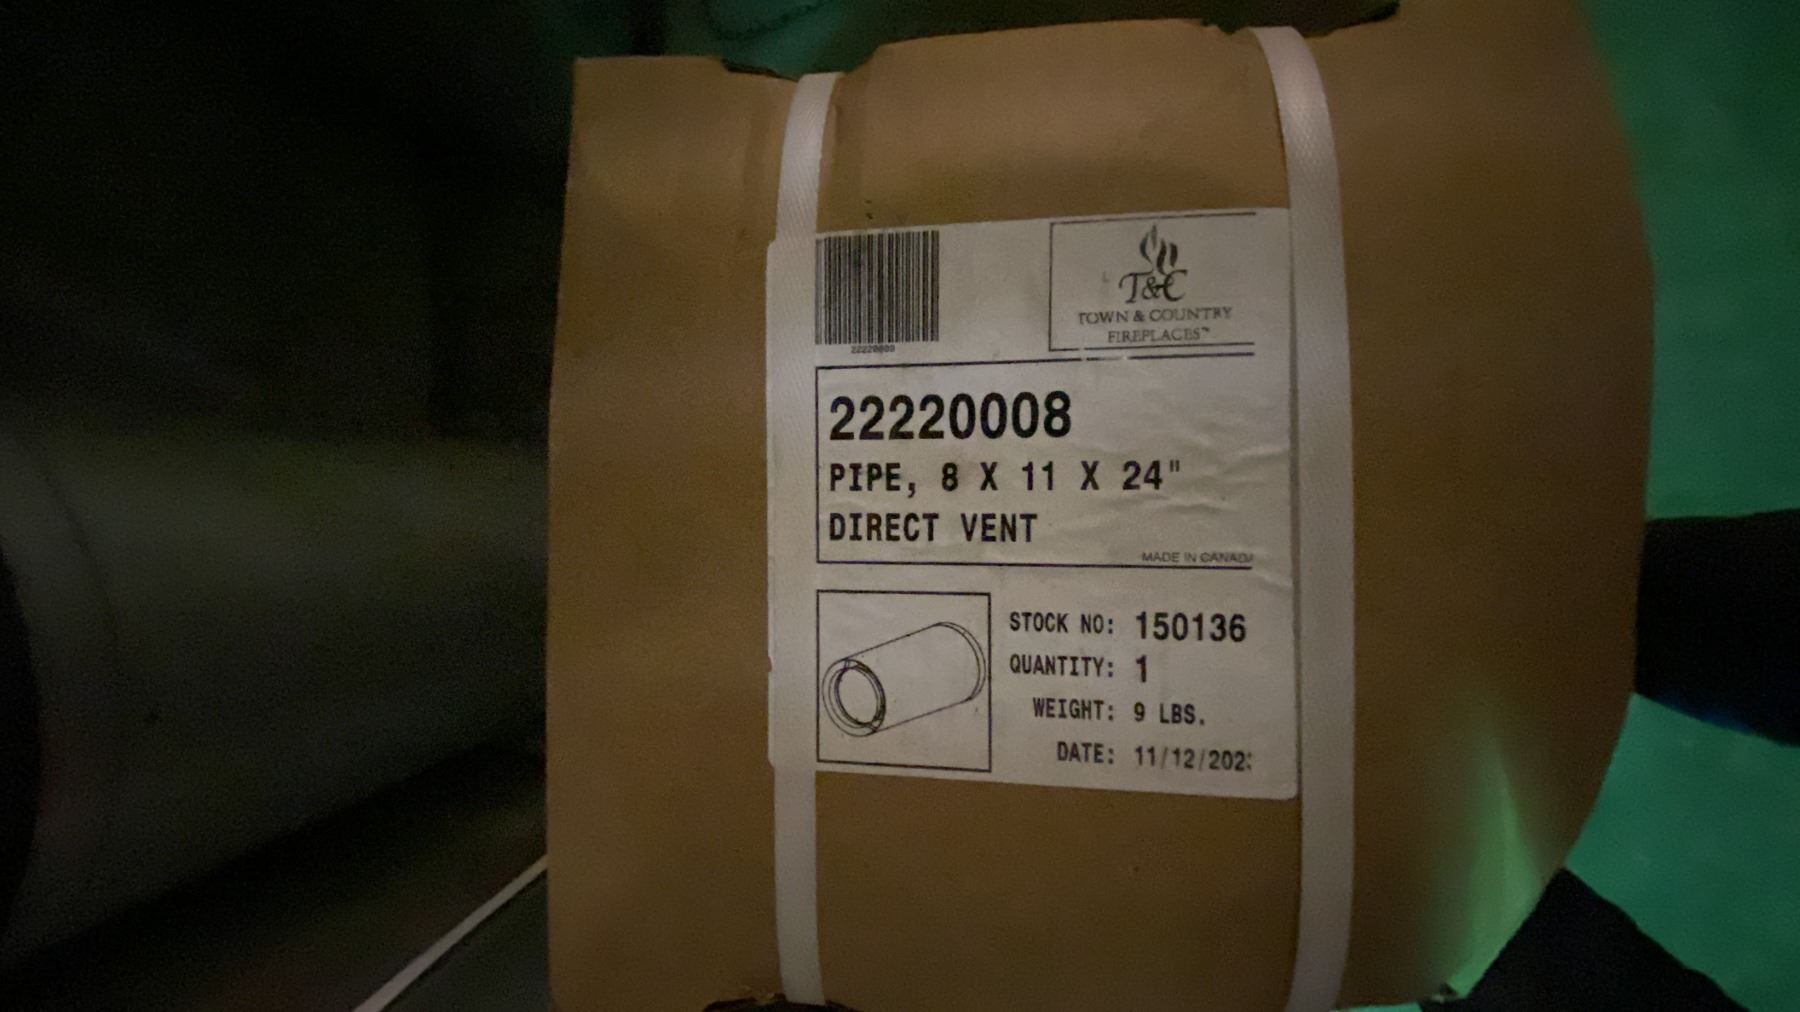 22220008
T&C
TOWN & COUNTRY
FIREPLACES™
22220008
PIPE, 8 X 11 X 24"
DIRECT VENT
MADE IN CANADA
STOCK NO: 150136
QUANTITY: 1
WEIGHT: 9 LBS.
DATE: 11/12/202